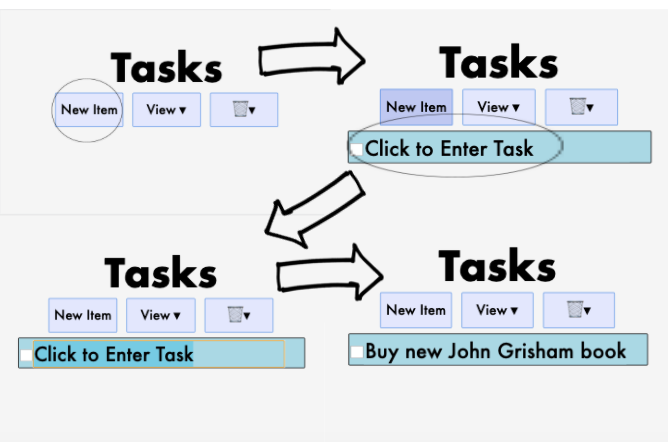 Tasks
New Item View ▾ ▾
Tasks
New Item View ▾ ▾
Click to Enter Task
Tasks
New Item View ▾ ▾
Click to Enter Task
Tasks
New Item View ▾ ▾
Buy new John Grisham book